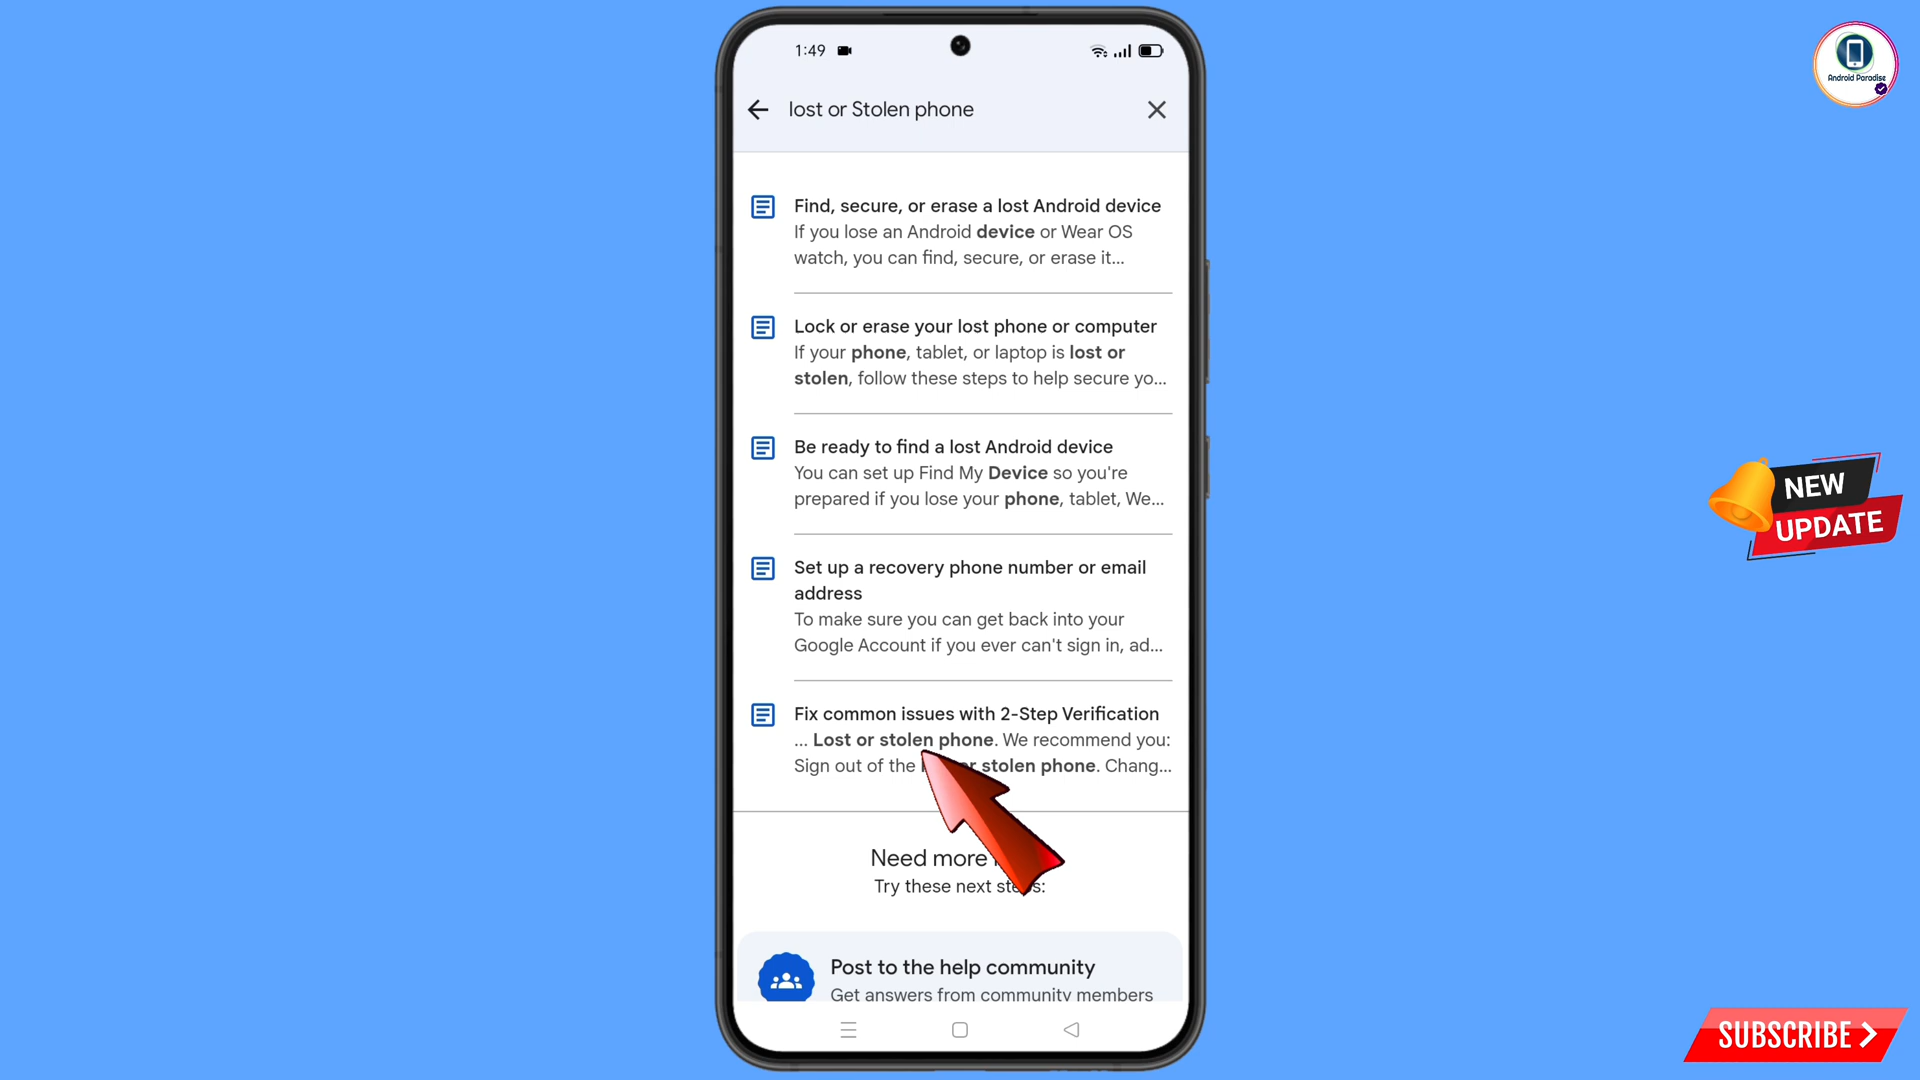 1:49
lost or Stolen phone
Find, secure, or erase a lost Android device
If you lose an Android device or Wear OS
watch, you can find, secure, or erase it...
Lock or erase your lost phone or computer
If your phone, tablet, or laptop is lost or
stolen, follow these steps to help secure yo...
Be ready to find a lost Android device
You can set up Find My Device so you're
prepared if you lose your phone, tablet, We...
Set up a recovery phone number or email
address
To make sure you can get back into your
Google Account if you ever can't sign in, ad...
Fix common issues with 2-Step Verification
... Lost or stolen phone. We recommend you:
Sign out of the or stolen phone. Chang...
Need more
Try these next steps:
Post to the help community
Get answers from community members
Android Paradise
NEW
UPDATE
SUBSCRIBE